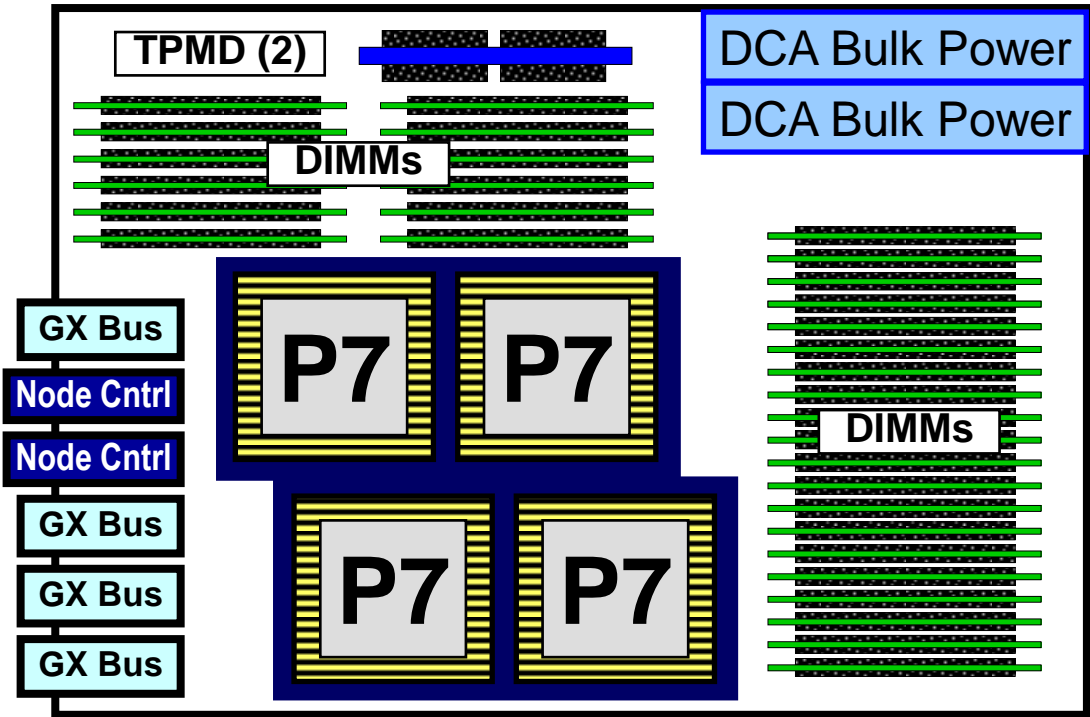 TPMD (2)
DCA Bulk Power
DCA Bulk Power
DIMMs
GX Bus
Node Cntrl
Node Cntrl
GX Bus
GX Bus
GX Bus
P7
P7
P7
P7
DIMMs